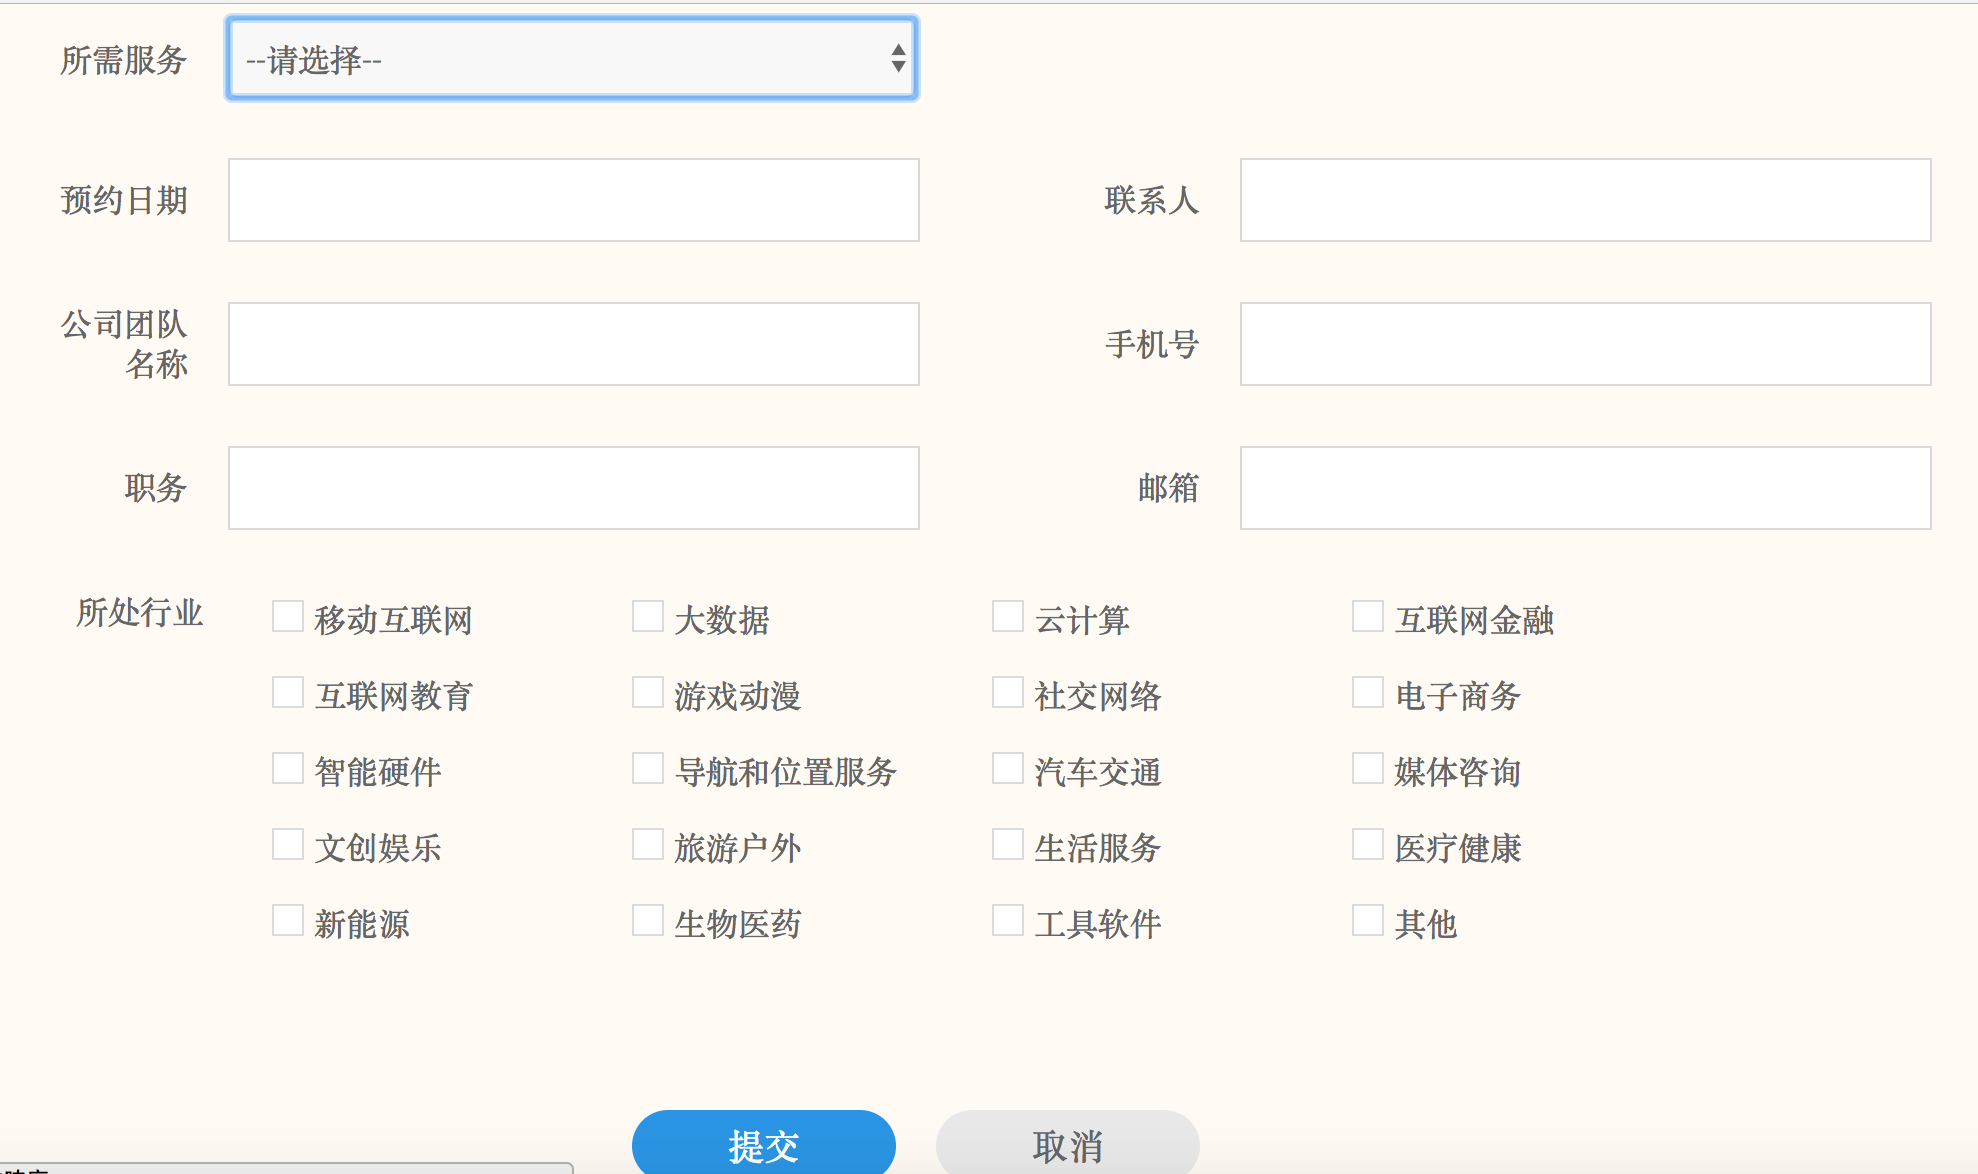 所需服务 --请选择--
预约日期 联系人
公司团队
名称
手机号
职务 邮箱
所处行业 移动互联网 大数据 云计算 互联网金融
互联网教育 游戏动漫 社交网络 电子商务
智能硬件 导航和位置服务 汽车交通 媒体咨询
文创娱乐 旅游户外 生活服务 医疗健康
新能源 生物医药 工具软件 其他
提交 取消